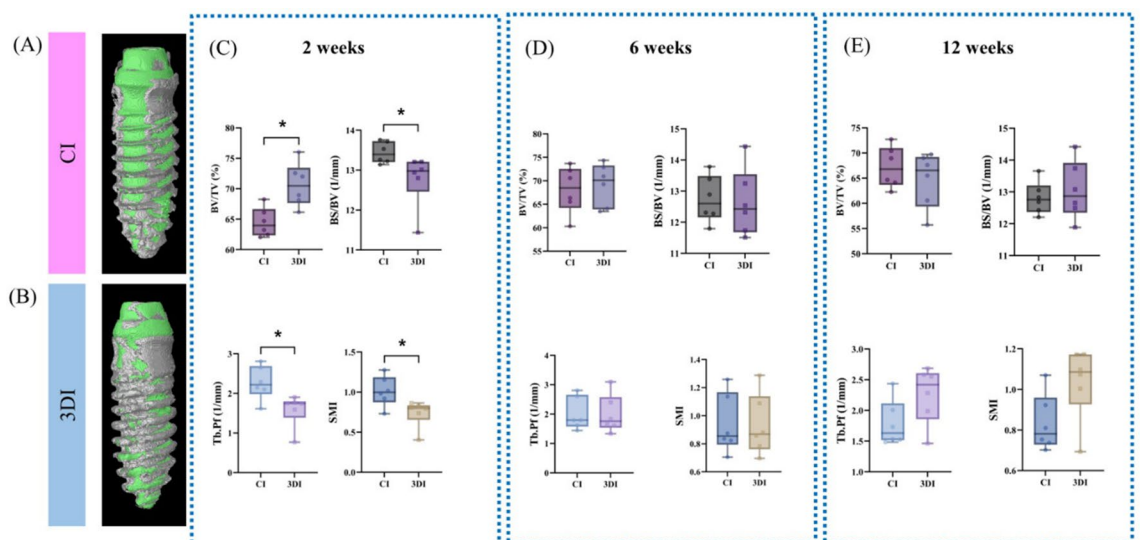 (A)
CI
(B)
3DI
(C)
2 weeks
*
80
75
70
65
60
BV/TV (%)
CI
3DI
*
14
13
12
11
BS/BV (1/mm)
CI
3DI
*
3
2
1
0
Tb.Pf (1/mm)
CI
3DI
*
1.5
1.0
0.5
0.0
SMI
CI
3DI
(D)
6 weeks
80
75
70
65
60
55
BV/TV (%)
CI
3DI
15
14
13
12
11
BS/BV (1/mm)
CI
3DI
4
3
2
1
0
Tb.Pf (1/mm)
CI
3DI
1.4
1.2
1.0
0.8
0.6
SMI
CI
3DI
(E)
12 weeks
75
70
65
60
55
50
BV/TV (%)
CI
3DI
15
14
13
12
11
BS/BV (1/mm)
CI
3DI
3.0
2.5
2.0
1.5
1.0
Tb.Pf (1/mm)
CI
3DI
1.2
1.0
0.8
0.6
SMI
CI
3DI